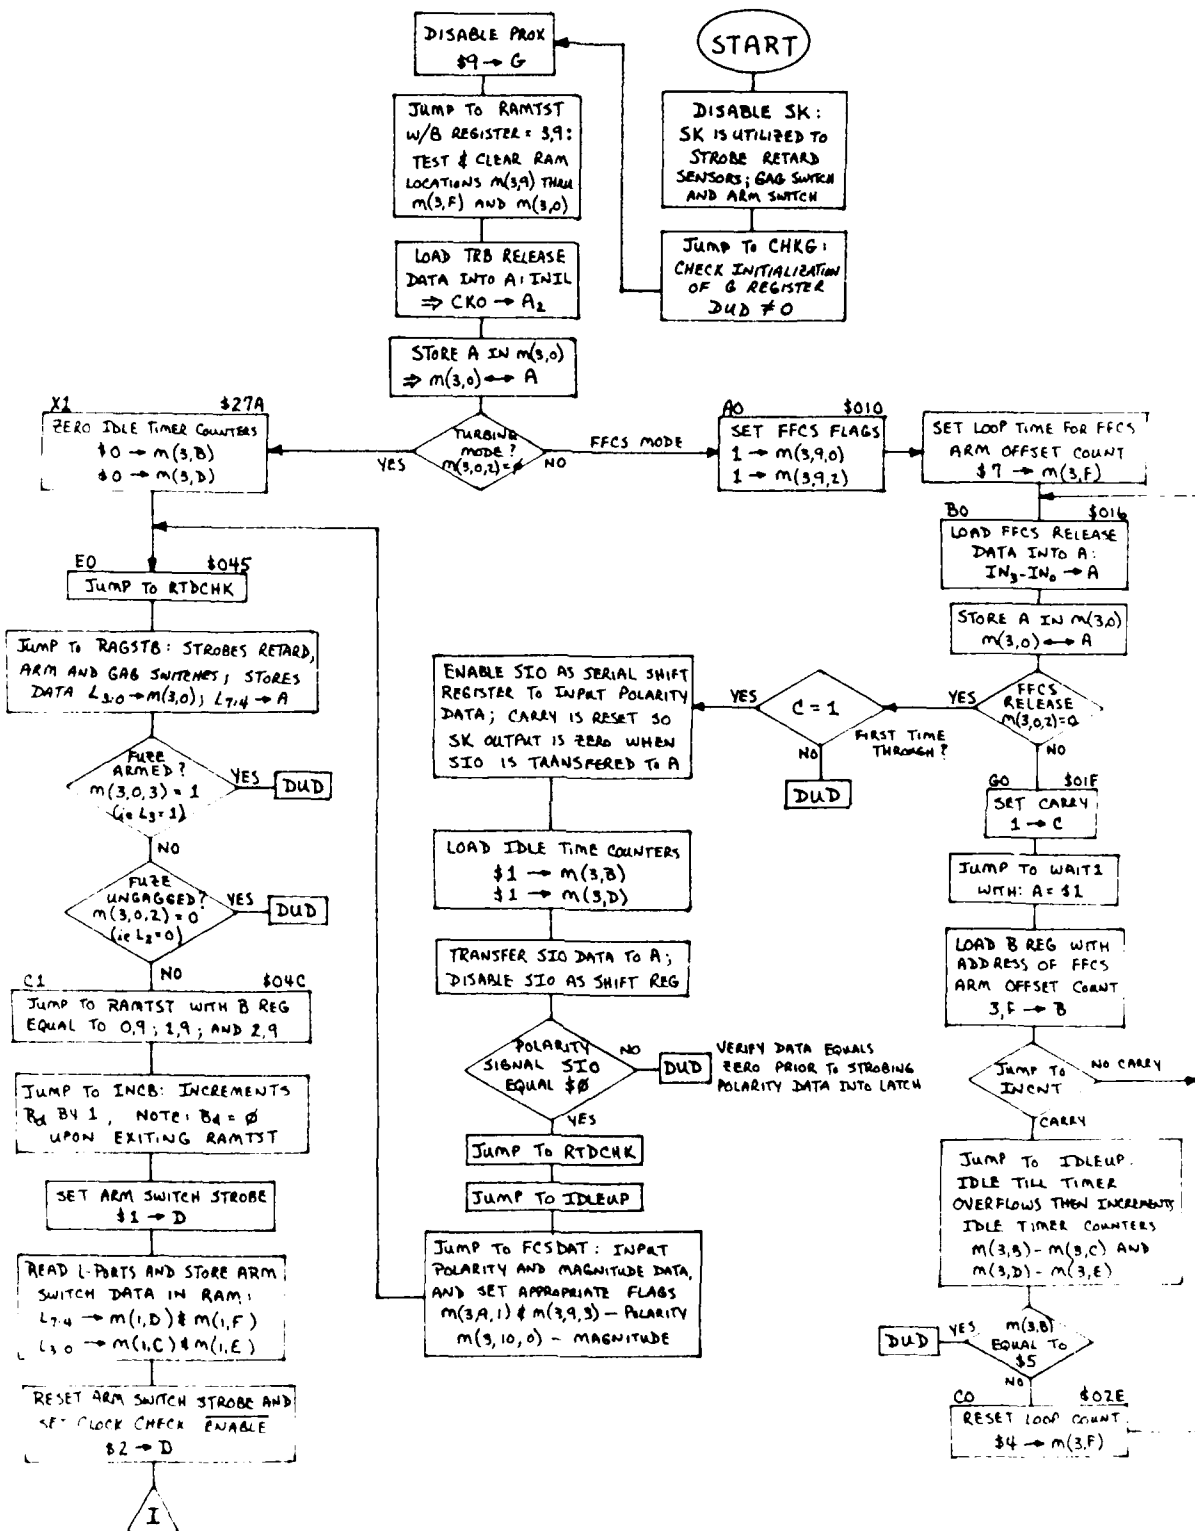 START
DISABLE SK:
SK IS UTILIZED TO
STROBE RETARD
SENSORS; GAG SWITCH
AND ARM SWITCH
JUMP TO CHKG:
CHECK INITIALIZATION
OF G REGISTER
DUD ≠ 0
DISABLE PROX
$9 → G
JUMP TO RAMTST
W/B REGISTER = 3,9:
TEST & CLEAR RAM
LOCATIONS M(3,9) THRU
M(3,F) AND M(3,0)
LOAD TRB RELEASE
DATA INTO A: INIL
⇒ CKO → A2
STORE A IN M(3,0)
⇒ M(3,0) ↔ A
TURBINE
MODE?
M(3,0,2)=Ø
YES
NO
FFCS MODE
X1 $27A
ZERO IDLE TIMER COUNTERS
$0 → M(3,B)
$0 → M(3,D)
E0 $045
JUMP TO RTDCHK
JUMP TO RAGSTB: STROBES RETARD,
ARM AND GAG SWITCHES; STORES
DATA L3:0 → M(3,0); L7:4 → A
FUZE
ARMED?
M(3,0,3) = 1
(ie L3=1)
YES
DUD
NO
FUZE
UNGAGGED?
M(3,0,2) = 0
(ie L2=0)
YES
DUD
NO
C1 $04C
JUMP TO RAMTST WITH B REG
EQUAL TO 0,9; 1,9; AND 2,9
JUMP TO INCB: INCREMENTS
Bd BY 1, NOTE: Bd = Ø
UPON EXITING RAMTST
SET ARM SWITCH STROBE
$1 → D
READ L-PORTS AND STORE ARM
SWITCH DATA IN RAM:
L7:4 → M(1,D) & M(1,F)
L3:0 → M(1,C) & M(1,E)
RESET ARM SWITCH STROBE AND
SET CLOCK CHECK ENABLE
$2 → D
I
ENABLE SIO AS SERIAL SHIFT
REGISTER TO INPUT POLARITY
DATA; CARRY IS RESET SO
SK OUTPUT IS ZERO WHEN
SIO IS TRANSFERED TO A
LOAD IDLE TIME COUNTERS
$1 → M(3,B)
$1 → M(3,D)
TRANSFER SIO DATA TO A;
DISABLE SIO AS SHIFT REG
POLARITY
SIGNAL SIO
EQUAL $Ø
NO
DUD
VERIFY DATA EQUALS
ZERO PRIOR TO STROBING
POLARITY DATA INTO LATCH
YES
JUMP TO RTDCHK
JUMP TO IDLEUP
JUMP TO FCSDAT: INPUT
POLARITY AND MAGNITUDE DATA,
AND SET APPROPRIATE FLAGS
M(3,9,1) & M(3,9,3) – POLARITY
M(3,10,0) – MAGNITUDE
YES
C = 1
FIRST TIME
THROUGH?
NO
DUD
A0 $010
SET FFCS FLAGS
1 → M(3,9,0)
1 → M(3,9,2)
SET LOOP TIME FOR FFCS
ARM OFFSET COUNT
$7 → M(3,F)
B0 $016
LOAD FFCS RELEASE
DATA INTO A:
IN3-IN0 → A
STORE A IN M(3,0)
M(3,0) ↔ A
FFCS
RELEASE
M(3,0,2)=0
YES
NO
G0 $01F
SET CARRY
1 → C
JUMP TO WAIT1
WITH: A= $1
LOAD B REG WITH
ADDRESS OF FFCS
ARM OFFSET COUNT
3,F → B
JUMP TO
INCNT
NO CARRY
CARRY
JUMP TO IDLEUP.
IDLE TILL TIMER
OVERFLOWS THEN INCREMENTS
IDLE TIMER COUNTERS
M(3,B) – M(3,C) AND
M(3,D) – M(3,E)
M(3,B)
EQUAL TO
$5
YES
DUD
NO
C0 $02E
RESET LOOP COUNT
$4 → M(3,F)